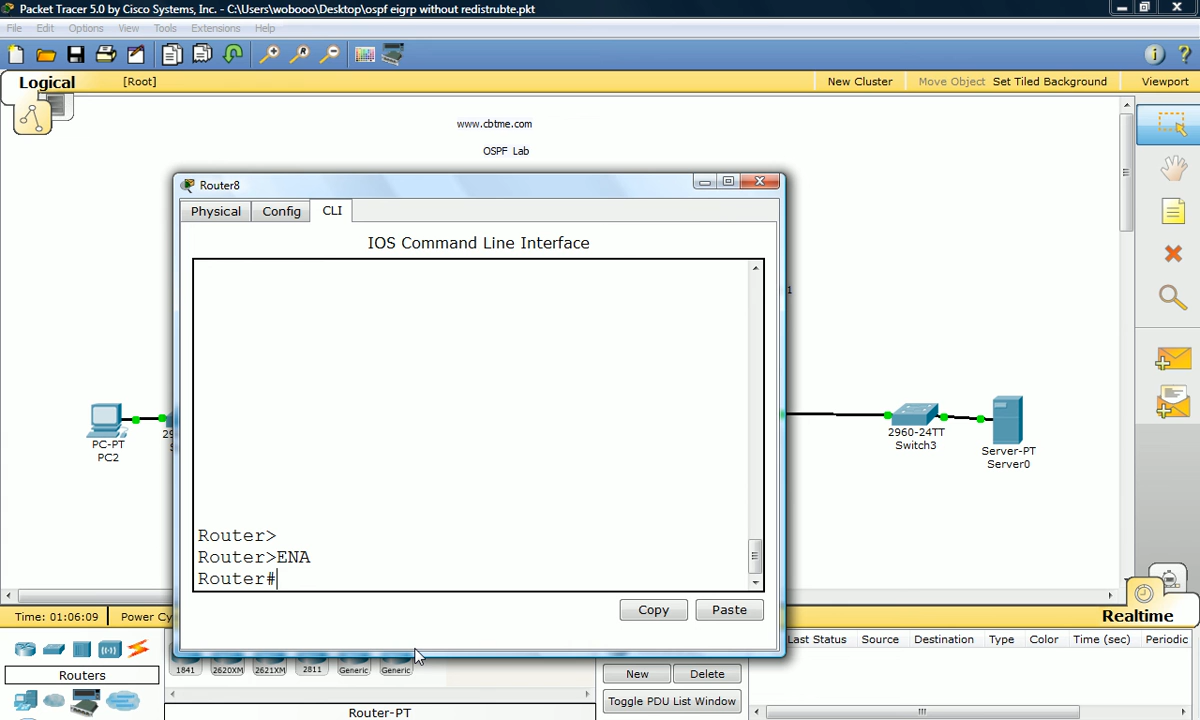 Packet Tracer 5.0 by Cisco Systems, Inc. - C:\Users\wobooo\Desktop\ospf eigrp without redistrubte.pkt
File Edit Options View Tools Extensions Help
Logical [Root] New Cluster Move Object Set Tiled Background Viewport
www.cbtme.com
OSPF Lab
Router8
Physical Config CLI
IOS Command Line Interface
1
PC-PT
PC2
2960-24TT
Switch3
Server-PT
Server0
Router>
Router>ENA
Router#
Copy Paste
Time: 01:06:09 Power Cy
Realtime
Last Status Source Destination Type Color Time (sec) Periodic
1841 2620XM 2621XM 2811 Generic Generic
Routers
New Delete
Toggle PDU List Window
Router-PT